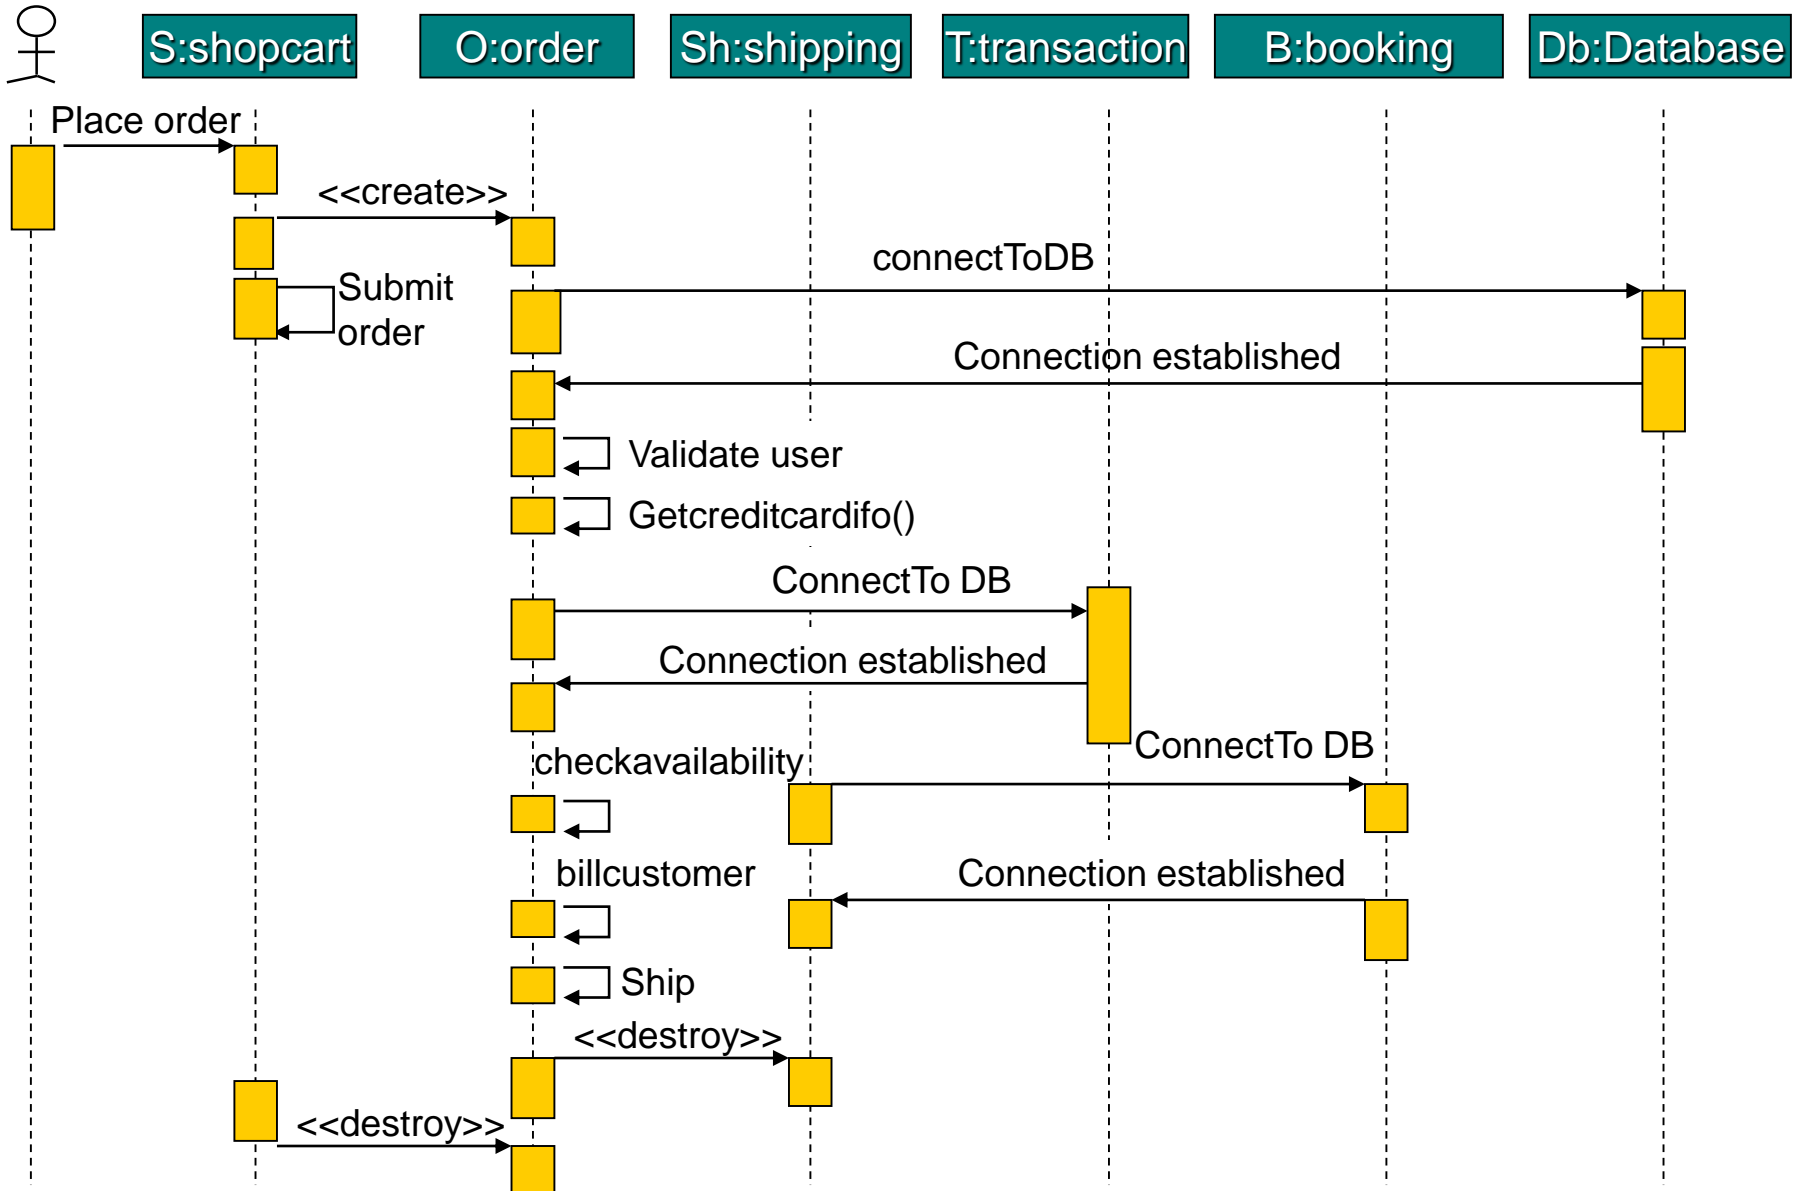 S:shopcart
O:order
Sh:shipping
T:transaction
B:booking
Db:Database
Place order
<<create>>
connectToDB
Submit
order
Connection established
Validate user
Getcreditcardifo()
ConnectTo DB
Connection established
ConnectTo DB
checkavailability
billcustomer
Connection established
Ship
<<destroy>>
<<destroy>>